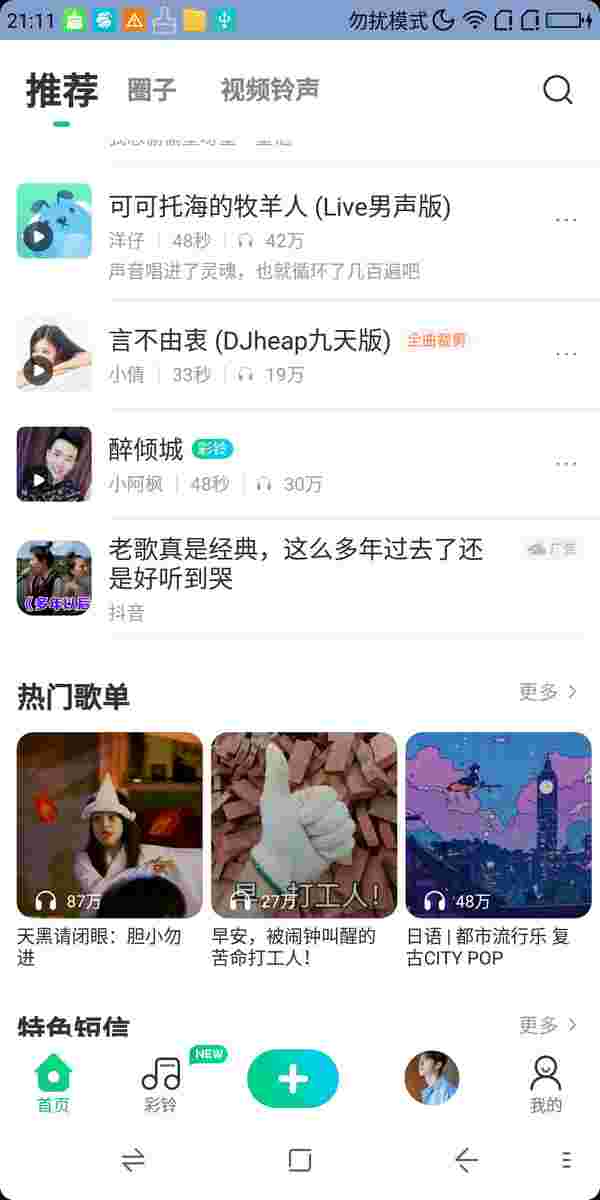 21:11
勿扰模式
推荐
圈子
视频铃声
可可托海的牧羊人 (Live男声版)
洋仔 48秒 42万
声音唱进了灵魂，也就循环了几百遍吧
言不由衷 (DJheap九天版) 全曲裁剪
小倩 33秒 19万
醉倾城 彩铃
小阿枫 48秒 30万
老歌真是经典，这么多年过去了还
是好听到哭
广告
《多年以后
抖音
热门歌单
更多
87万
早，打工人！
27万
48万
天黑请闭眼：胆小勿
进
早安，被闹钟叫醒的
苦命打工人！
日语 | 都市流行乐 复
古CITY POP
特色短信
更多
首页
NEW
彩铃
我的